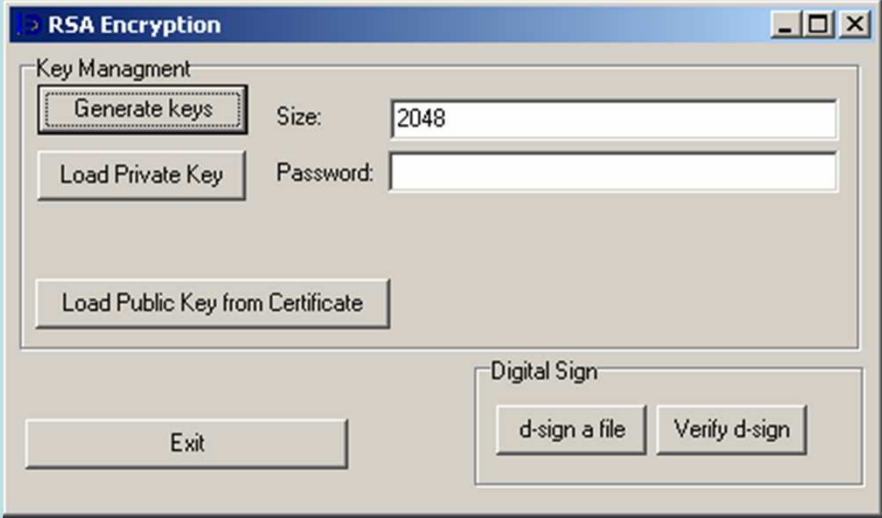 RSA Encryption
Key Managment
Generate keys
Size:
2048
Load Private Key
Password:
Load Public Key from Certificate
Digital Sign
d-sign a file
Verify d-sign
Exit